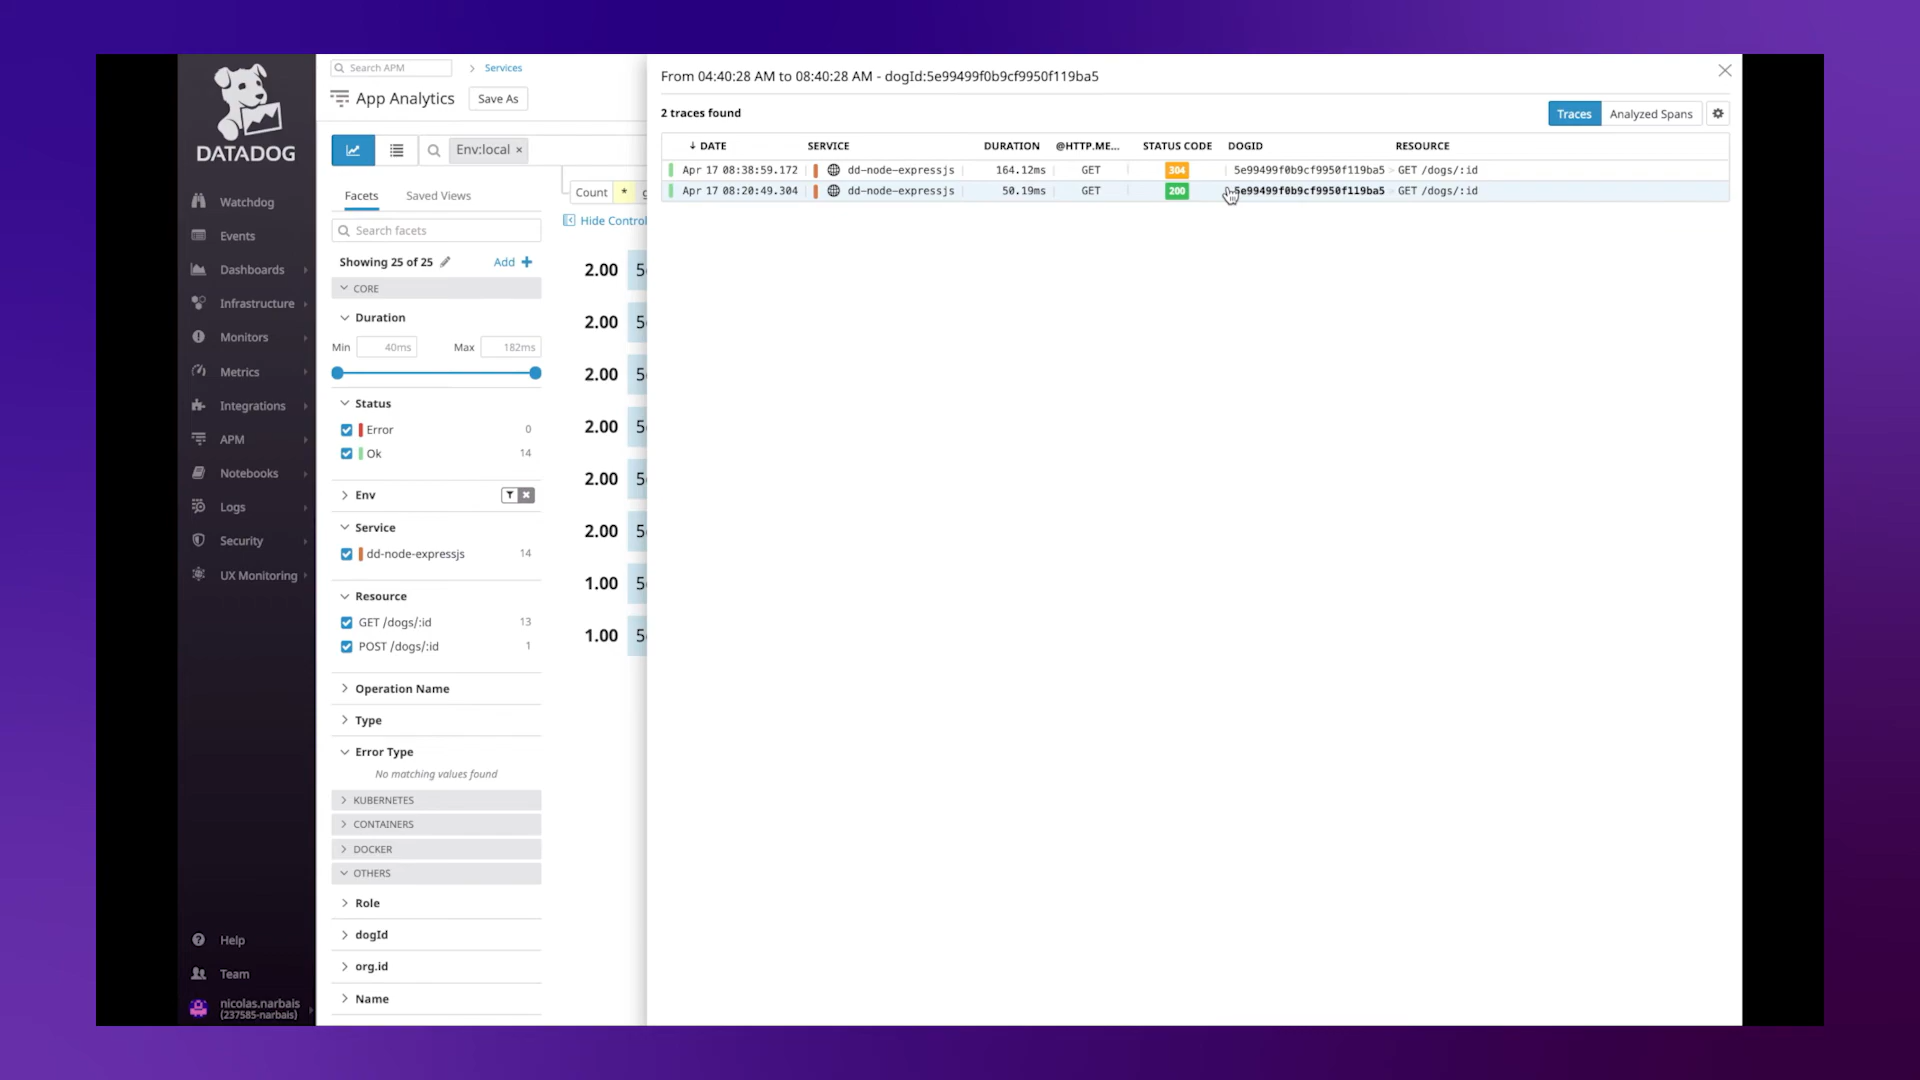 DATADOG
Watchdog
Events
Dashboards
Infrastructure
Monitors
Metrics
Integrations
APM
Notebooks
Logs
Security
UX Monitoring
Help
Team
nicolas.narbais
(237585-narbais)
Search APM
Services
App Analytics
Save As
Env:local ×
Facets
Saved Views
Search facets
Showing 25 of 25
Add +
CORE
Duration
Min 40ms Max 182ms
Status
Error 0
Ok 14
Env
Service
dd-node-expressjs 14
Resource
GET /dogs/:id 13
POST /dogs/:id 1
Operation Name
Type
Error Type
No matching values found
KUBERNETES
CONTAINERS
DOCKER
OTHERS
Role
dogId
org.id
Name
Count *
Hide Control
2.00 5
2.00 5
2.00 5
2.00 5
2.00 5
2.00 5
1.00 5
1.00 5
From 04:40:28 AM to 08:40:28 AM - dogId:5e99499f0b9cf9950f119ba5
2 traces found
Traces
Analyzed Spans
↓ DATE SERVICE DURATION @HTTP.ME... STATUS CODE DOGID RESOURCE
Apr 17 08:38:59.172 dd-node-expressjs 164.12ms GET 304 5e99499f0b9cf9950f119ba5 GET /dogs/:id
Apr 17 08:20:49.304 dd-node-expressjs 50.19ms GET 200 5e99499f0b9cf9950f119ba5 GET /dogs/:id